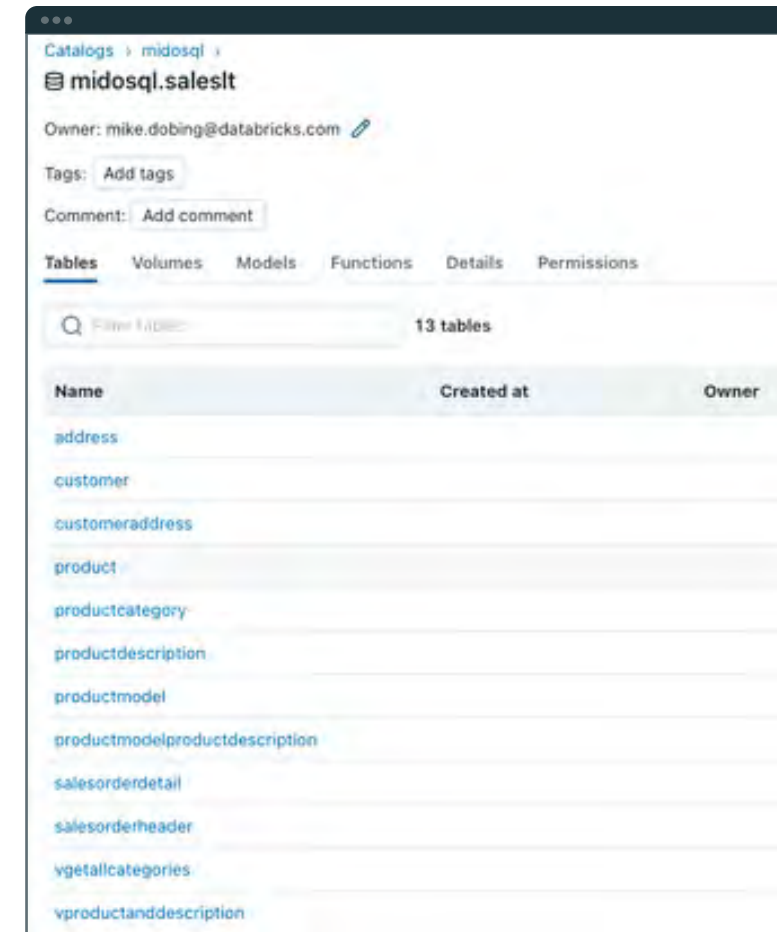 Catalogs › midosql ›
midosql.saleslt
Owner: mike.dobing@databricks.com
Tags: Add tags
Comment: Add comment
Tables Volumes Models Functions Details Permissions
Filter tables 13 tables
Name Created at Owner
address
customer
customeraddress
product
productcategory
productdescription
productmodel
productmodelproductdescription
salesorderdetail
salesorderheader
vgetallcategories
vproductanddescription